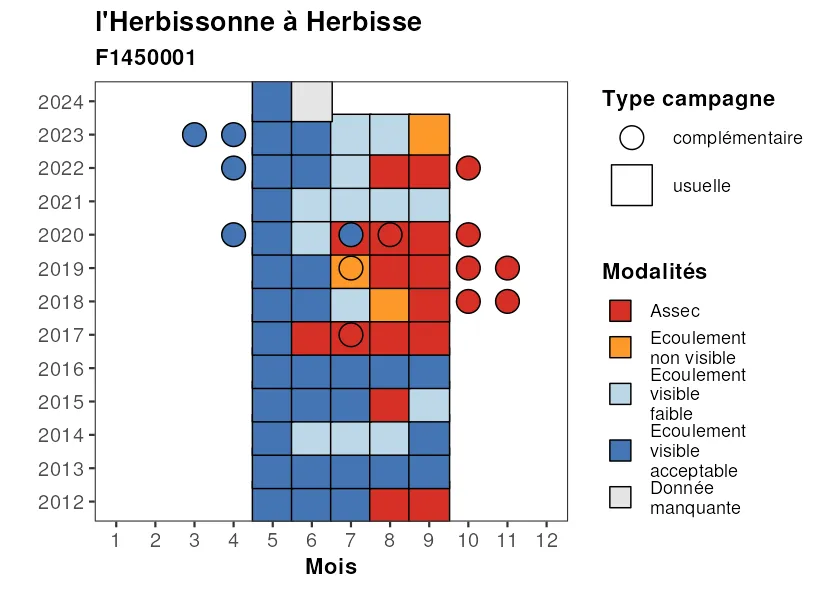 l'Herbissonne à Herbisse
F1450001
2024
2023
2022
2021
2020
2019
2018
2017
2016
2015
2014
2013
2012
1 2 3 4 5 6 7 8 9 10 11 12
Mois
Type campagne
complémentaire
usuelle
Modalités
Assec
Ecoulement
non visible
Ecoulement
visible
faible
Ecoulement
visible
acceptable
Donnée
manquante